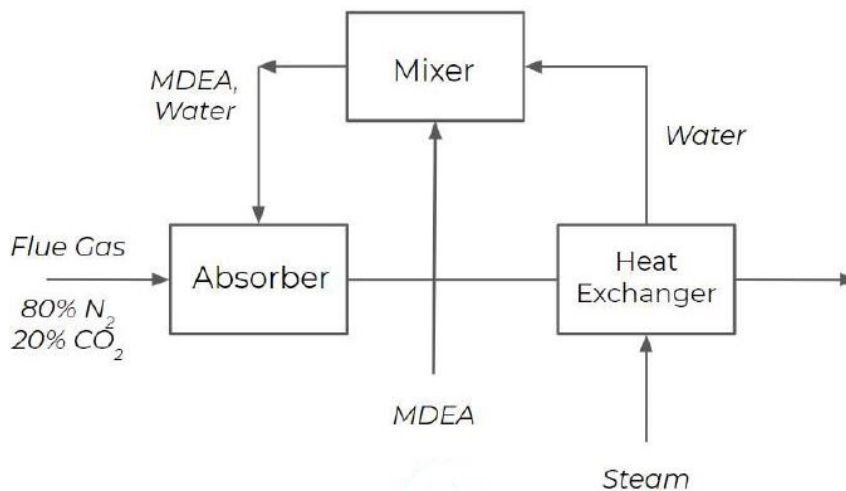 Mixer
MDEA,
Water
Water
Flue Gas
80% N₂
20% CO₂
Absorber
Heat
Exchanger
MDEA
Steam